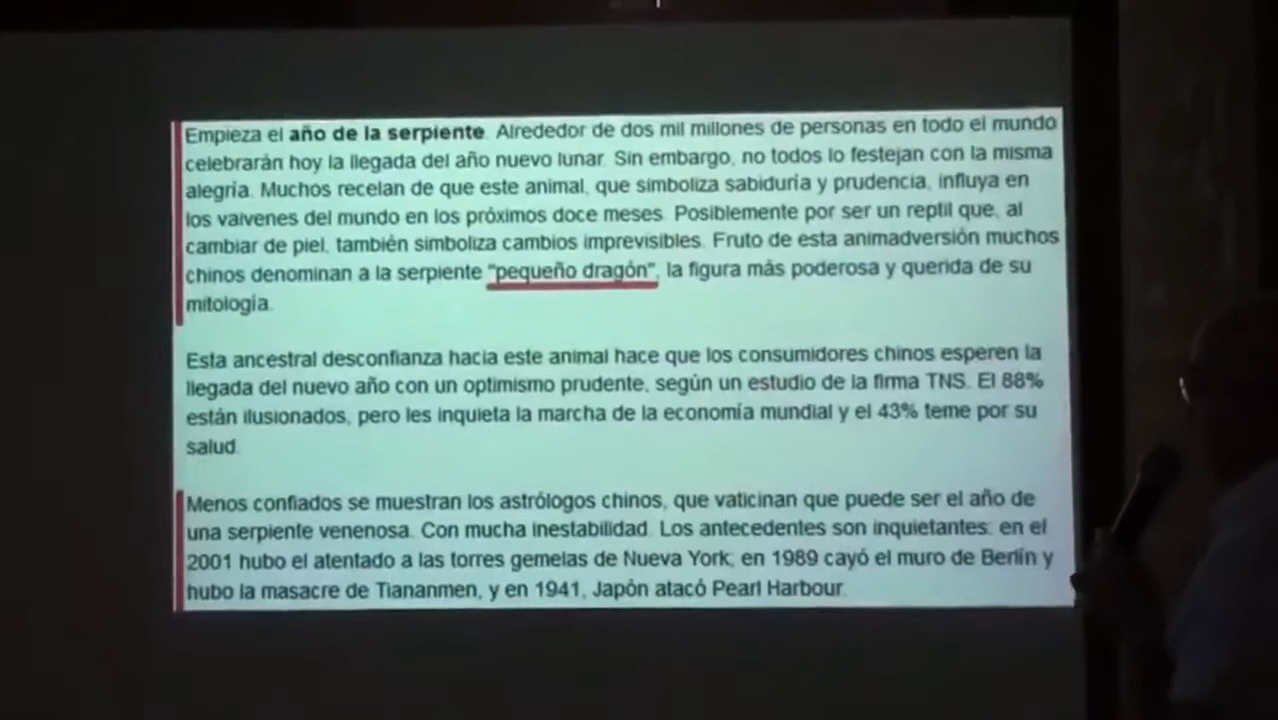 Empieza el año de la serpiente. Alrededor de dos mil millones de personas en todo el mundo
celebrarán hoy la llegada del año nuevo lunar. Sin embargo, no todos lo festejan con la misma
alegría. Muchos recelan de que este animal, que simboliza sabiduría y prudencia, influya en
los vaivenes del mundo en los próximos doce meses. Posiblemente por ser un reptil que, al
cambiar de piel, también simboliza cambios imprevisibles. Fruto de esta animadversión muchos
chinos denominan a la serpiente "pequeño dragón", la figura más poderosa y querida de su
mitología.
Esta ancestral desconfianza hacia este animal hace que los consumidores chinos esperen la
llegada del nuevo año con un optimismo prudente, según un estudio de la firma TNS. El 88%
están ilusionados, pero les inquieta la marcha de la economía mundial y el 43% teme por su
salud.
Menos confiados se muestran los astrólogos chinos, que vaticinan que puede ser el año de
una serpiente venenosa. Con mucha inestabilidad. Los antecedentes son inquietantes: en el
2001 hubo el atentado a las torres gemelas de Nueva York; en 1989 cayó el muro de Berlín y
hubo la masacre de Tiananmen, y en 1941, Japón atacó Pearl Harbour.